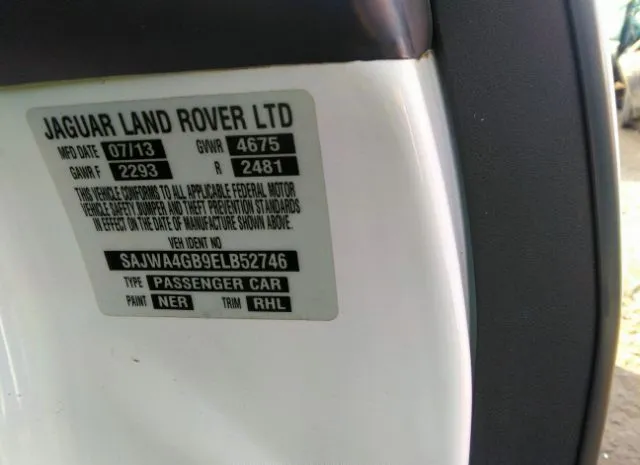 JAGUAR LAND ROVER LTD
MFD DATE 07/13 GVWR 4675
GAWR F 2293 R 2481
THIS VEHICLE CONFORMS TO ALL APPLICABLE FEDERAL MOTOR
VEHICLE SAFETY, BUMPER AND THEFT PREVENTION STANDARDS
IN EFFECT ON THE DATE OF MANUFACTURE SHOWN ABOVE.
VEH IDENT NO
SAJWA4GB9ELB52746
TYPE PASSENGER CAR
PAINT NER TRIM RHL